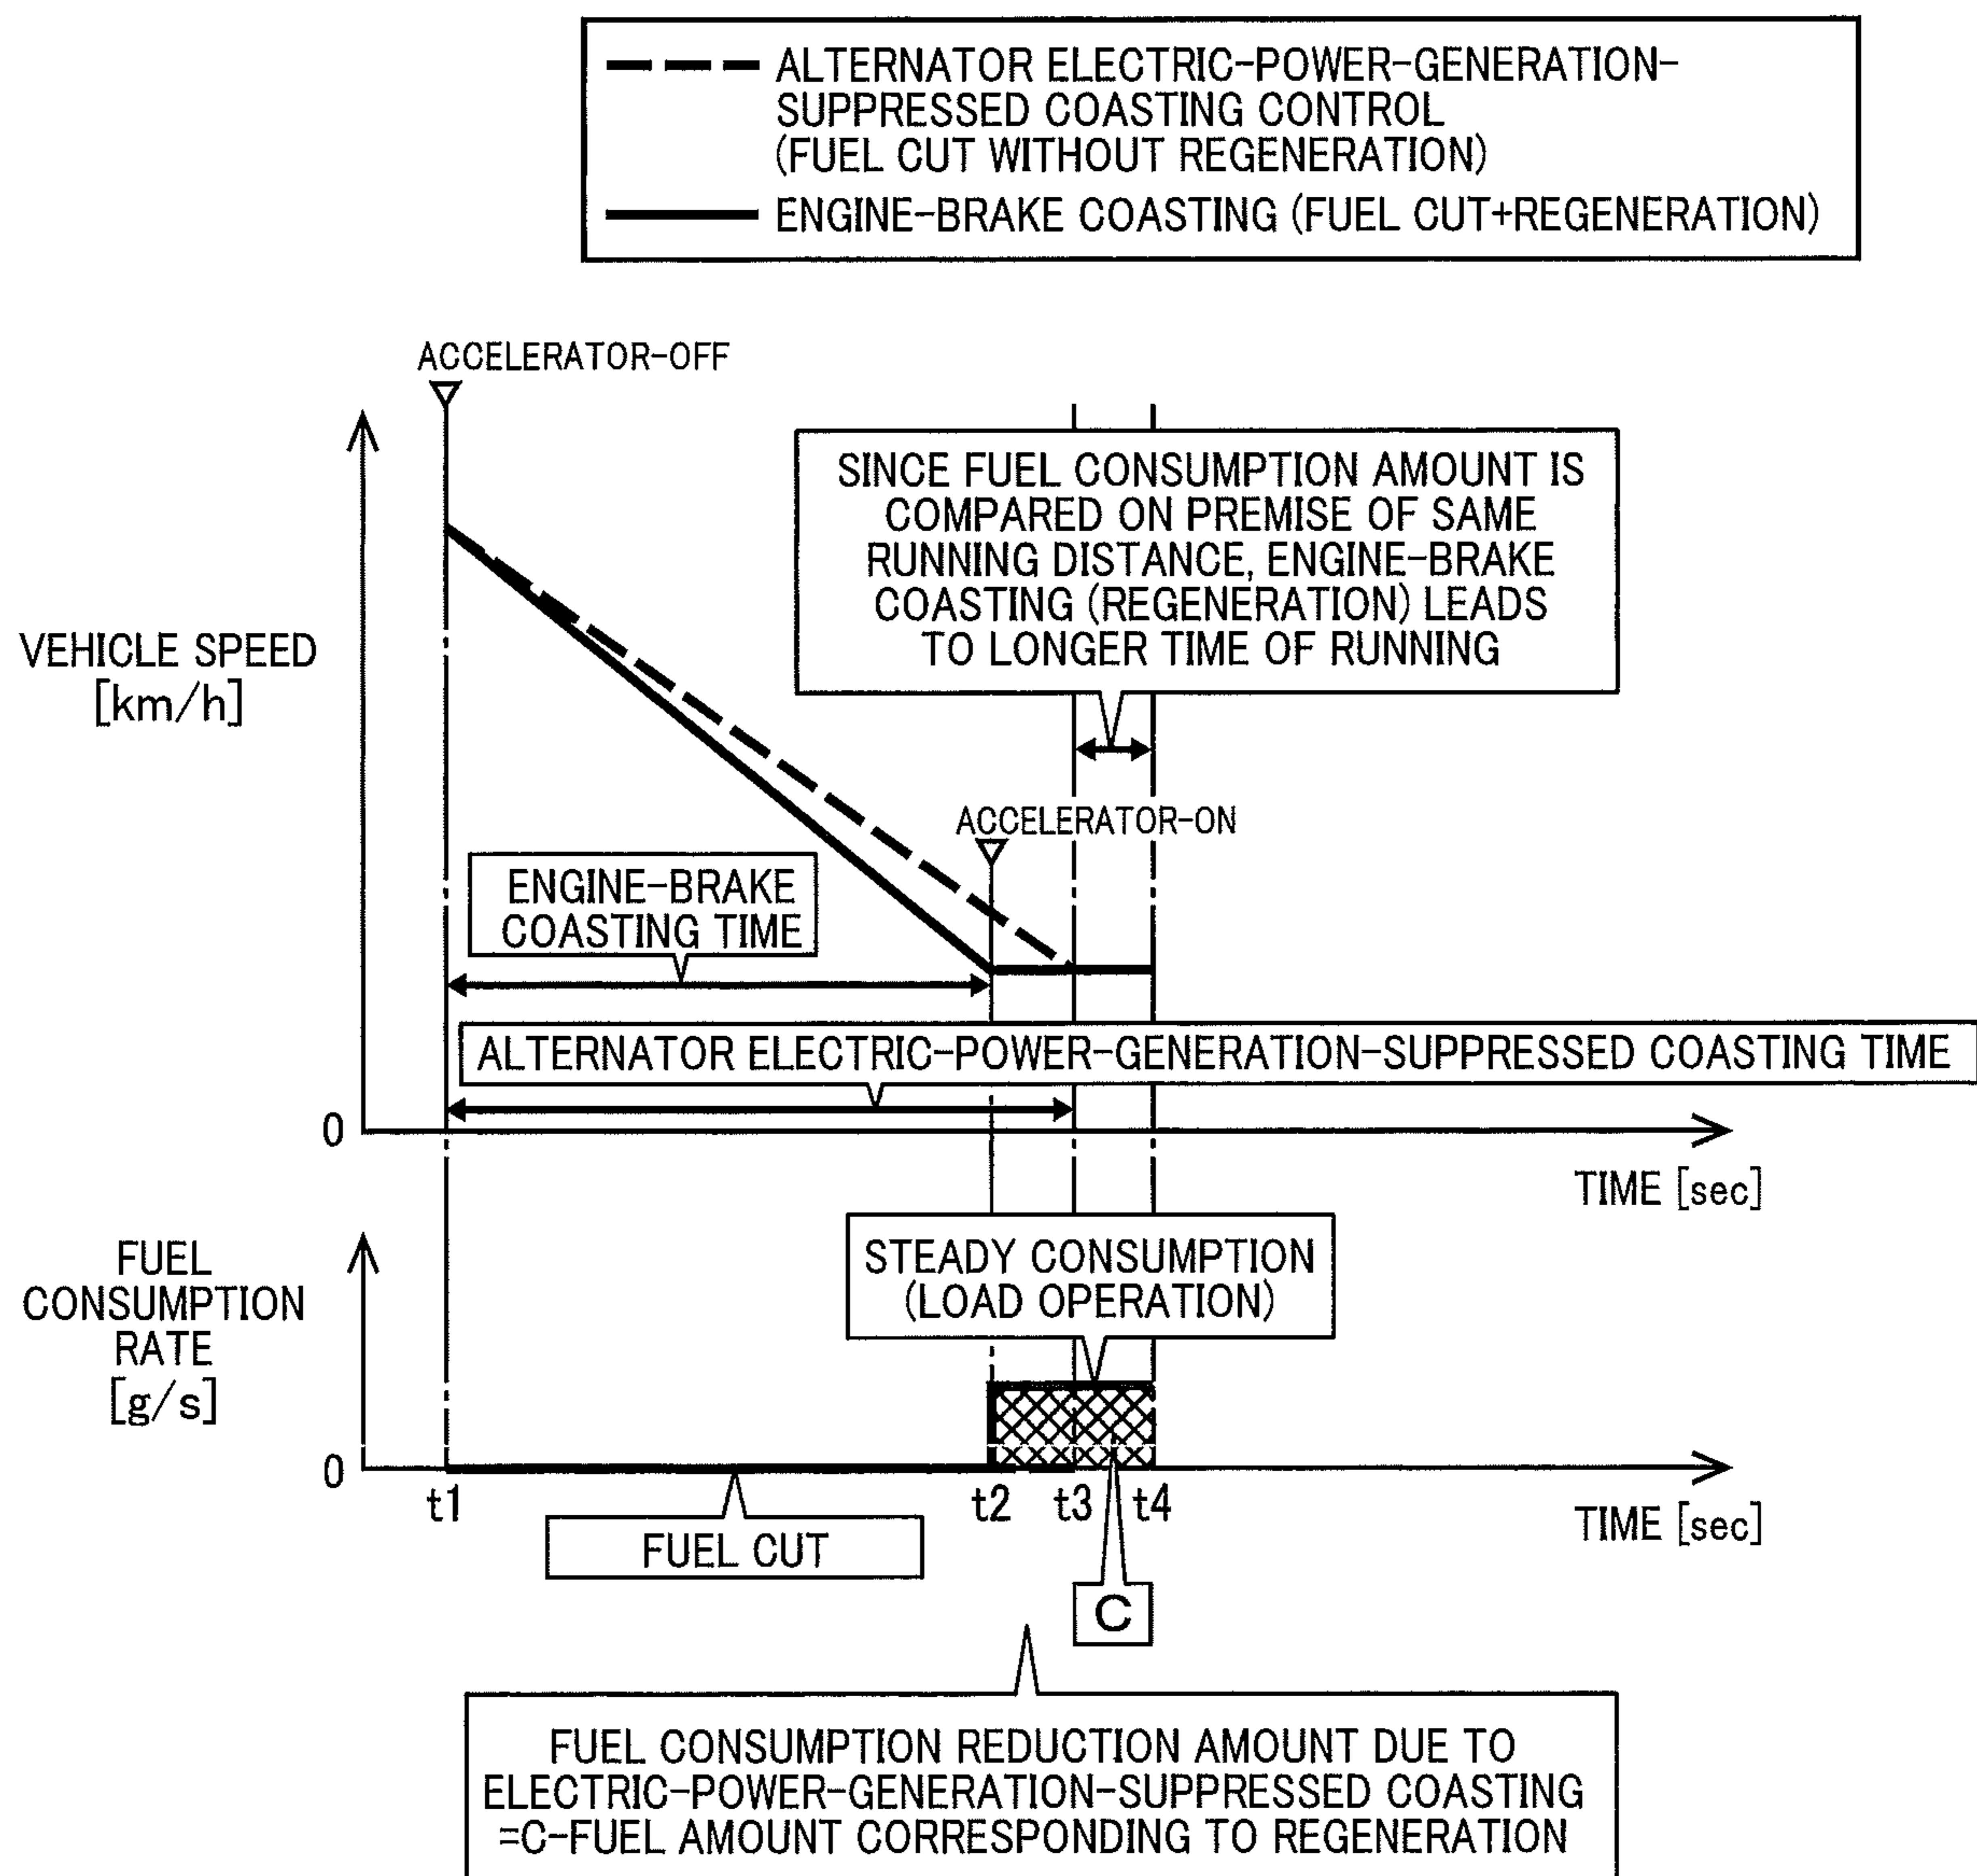 ALTERNATOR ELECTRIC-POWER-GENERATION-
SUPPRESSED COASTING CONTROL
(FUEL CUT WITHOUT REGENERATION)
ENGINE-BRAKE COASTING (FUEL CUT+REGENERATION)
ACCELERATOR-OFF
SINCE FUEL CONSUMPTION AMOUNT IS
COMPARED ON PREMISE OF SAME
RUNNING DISTANCE, ENGINE-BRAKE
COASTING (REGENERATION) LEADS
TO LONGER TIME OF RUNNING
VEHICLE SPEED
[km/h]
ACCELERATOR-ON
ENGINE-BRAKE
COASTING TIME
ALTERNATOR ELECTRIC-POWER-GENERATION-SUPPRESSED COASTING TIME
0
TIME [sec]
FUEL
CONSUMPTION
RATE
[g/s]
STEADY CONSUMPTION
(LOAD OPERATION)
0
t1 t2 t3 t4
TIME [sec]
FUEL CUT
C
FUEL CONSUMPTION REDUCTION AMOUNT DUE TO
ELECTRIC-POWER-GENERATION-SUPPRESSED COASTING
=C-FUEL AMOUNT CORRESPONDING TO REGENERATION